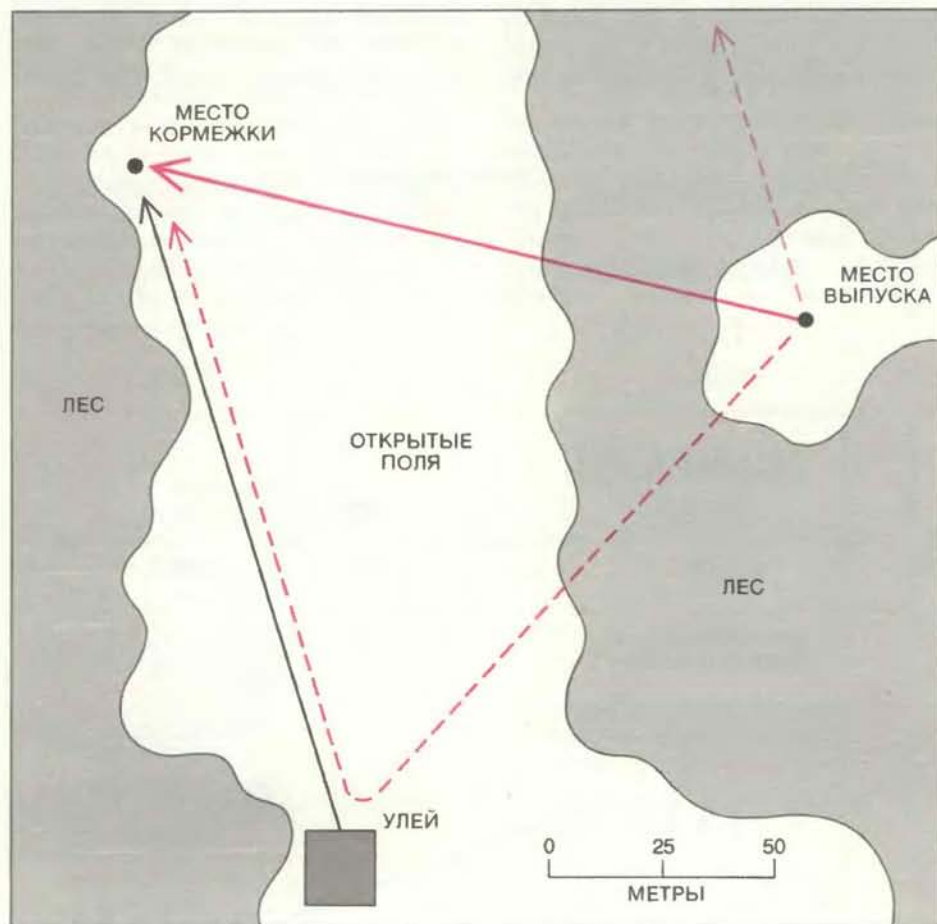 МЕСТО
КОРМЕЖКИ
МЕСТО
ВЫПУСКА
ЛЕС
ОТКРЫТЫЕ
ПОЛЯ
ЛЕС
УЛЕЙ
0 25 50
МЕТРЫ